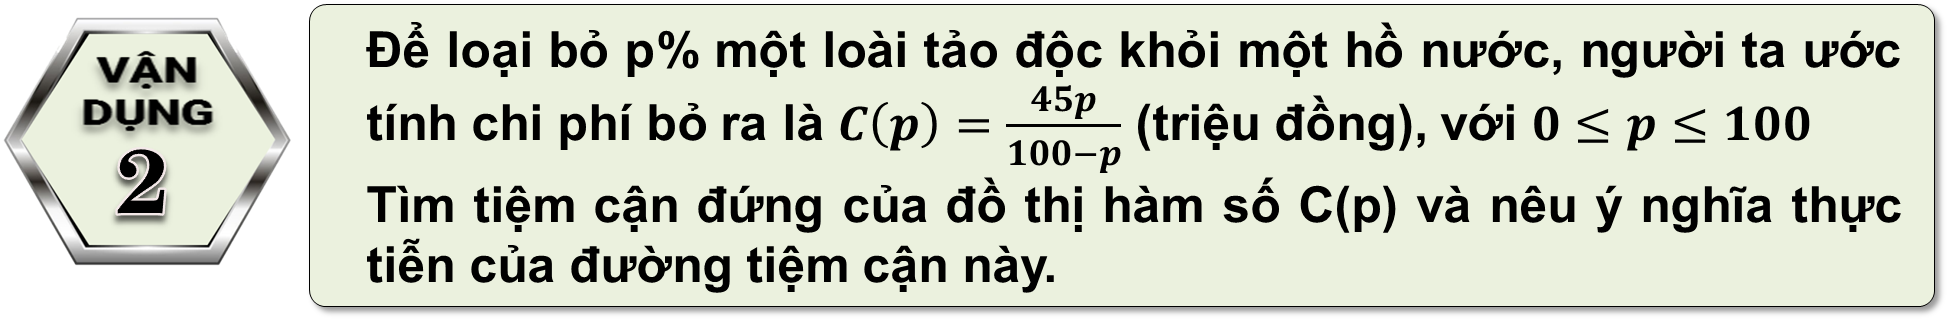 VẬN
DỤNG
2
Để loại bỏ p% một loài tảo độc khỏi một hồ nước, người ta ước
tính chi phí bỏ ra là C(p) = 45p/(100−p) (triệu đồng), với 0 ≤ p ≤ 100
Tìm tiệm cận đứng của đồ thị hàm số C(p) và nêu ý nghĩa thực
tiễn của đường tiệm cận này.